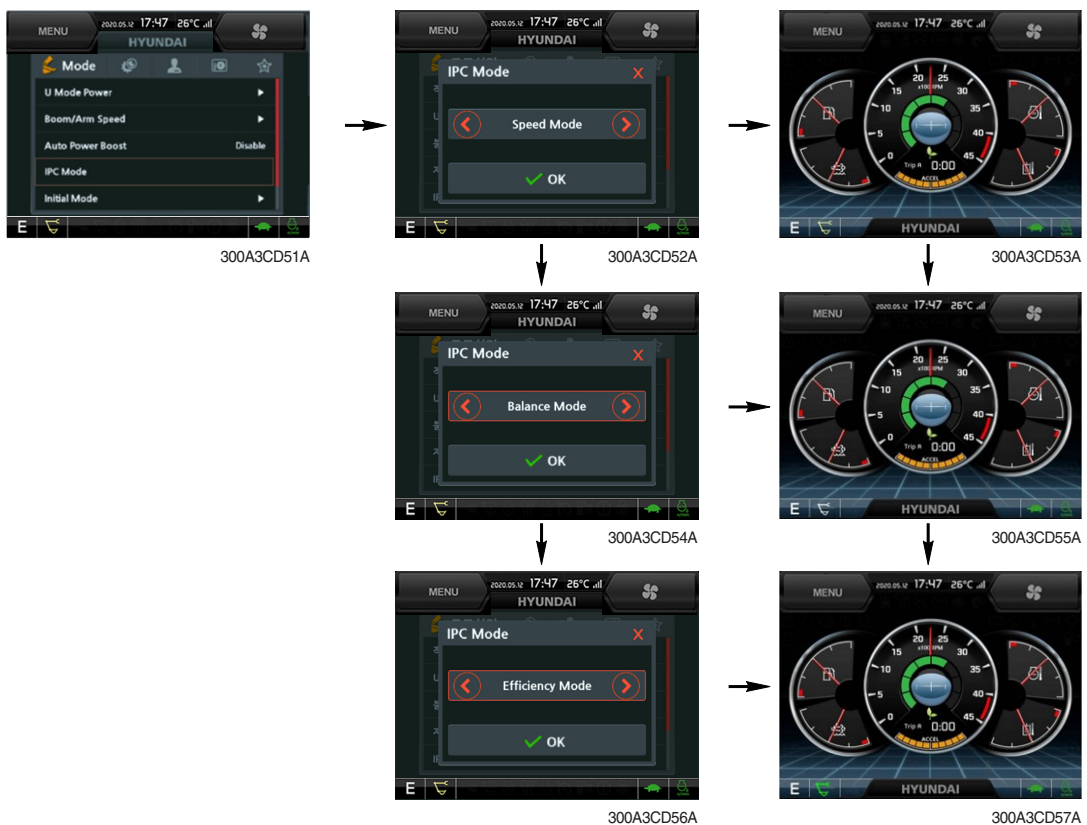 MENU
2020.05.12 17:47 26°C
HYUNDAI
Mode
U Mode Power
Boom/Arm Speed
Auto Power Boost Disable
IPC Mode
Initial Mode
E
300A3CD51A
MENU
2020.05.12 17:47 26°C
HYUNDAI
IPC Mode X
Speed Mode
OK
E
300A3CD52A
MENU
2020.05.12 17:47 26°C
20 25
15 x100 RPM 30
10 35
5 40
0 45
Trip A 0:00
ACCEL
E HYUNDAI
300A3CD53A
MENU
2020.05.12 17:47 26°C
HYUNDAI
IPC Mode X
Balance Mode
OK
E
300A3CD54A
MENU
2020.05.12 17:47 26°C
20 25
15 x100 RPM 30
10 35
5 40
0 45
Trip A 0:00
ACCEL
E HYUNDAI
300A3CD55A
MENU
2020.05.12 17:47 26°C
HYUNDAI
IPC Mode X
Efficiency Mode
OK
E
300A3CD56A
MENU
2020.05.12 17:47 26°C
20 25
15 x100 RPM 30
10 35
5 40
0 45
Trip A 0:00
ACCEL
E HYUNDAI
300A3CD57A